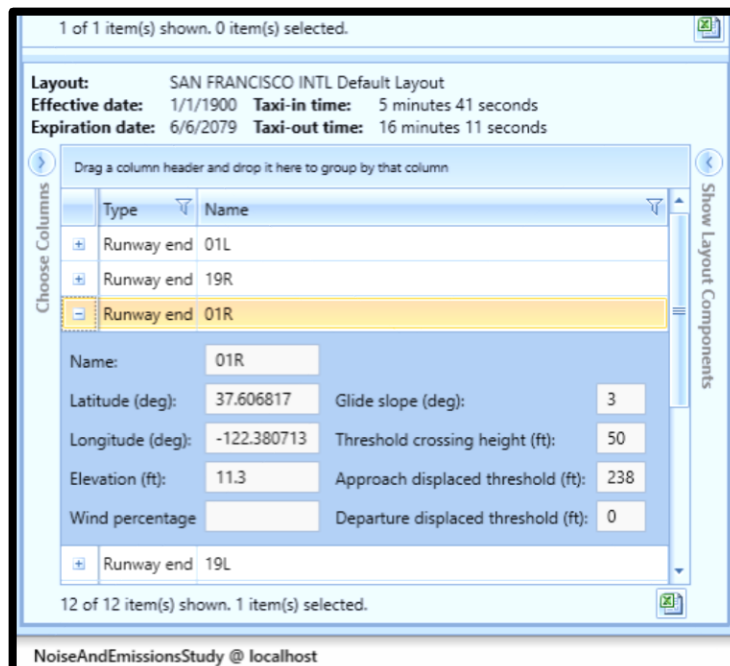 1 of 1 item(s) shown. 0 item(s) selected.
Layout: SAN FRANCISCO INTL Default Layout
Effective date: 1/1/1900 Taxi-in time: 5 minutes 41 seconds
Expiration date: 6/6/2079 Taxi-out time: 16 minutes 11 seconds
Choose Columns
Drag a column header and drop it here to group by that column
Type Name
Runway end 01L
Runway end 19R
Runway end 01R
Name: 01R
Latitude (deg): 37.606817 Glide slope (deg): 3
Longitude (deg): -122.380713 Threshold crossing height (ft): 50
Elevation (ft): 11.3 Approach displaced threshold (ft): 238
Wind percentage Departure displaced threshold (ft): 0
Runway end 19L
Show Layout Components
12 of 12 item(s) shown. 1 item(s) selected.
NoiseAndEmissionsStudy @ localhost